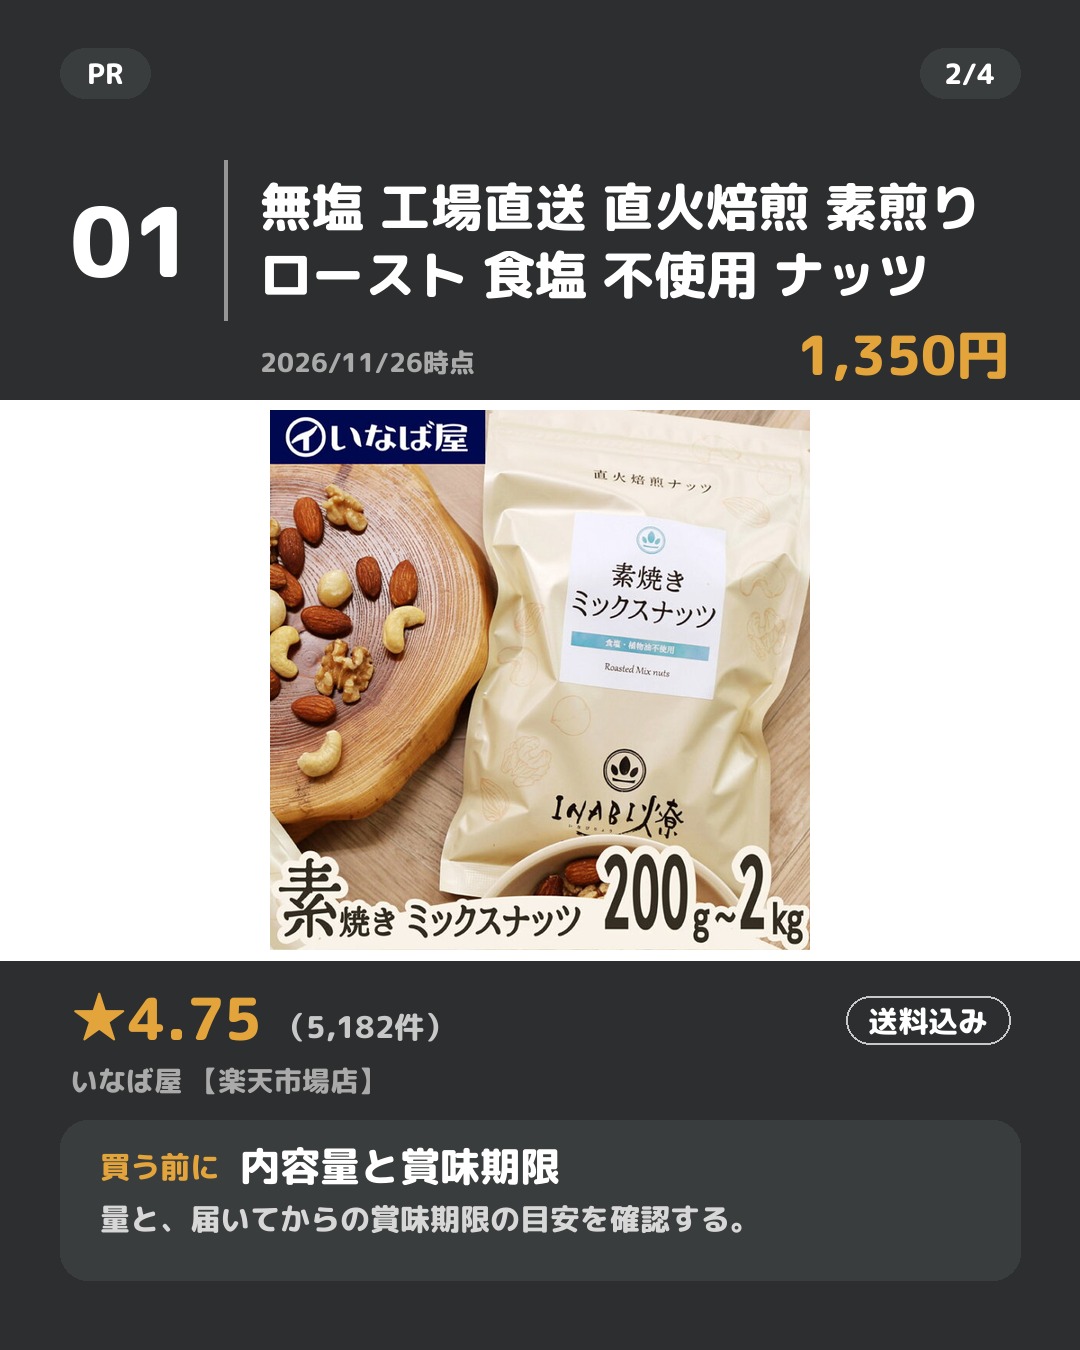 PR
2/4
01
無塩 工場直送 直火焙煎 素煎り
ロースト 食塩 不使用 ナッツ
2026/11/26時点
1,350円
いなば屋
直火焙煎ナッツ
素焼き
ミックスナッツ
食塩・植物油不使用
Roasted Mix nuts
INABI燎
素焼き ミックスナッツ 200g~2kg
★4.75 (5,182件)
送料込み
いなば屋 【楽天市場店】
買う前に 内容量と賞味期限
量と、届いてからの賞味期限の目安を確認する。